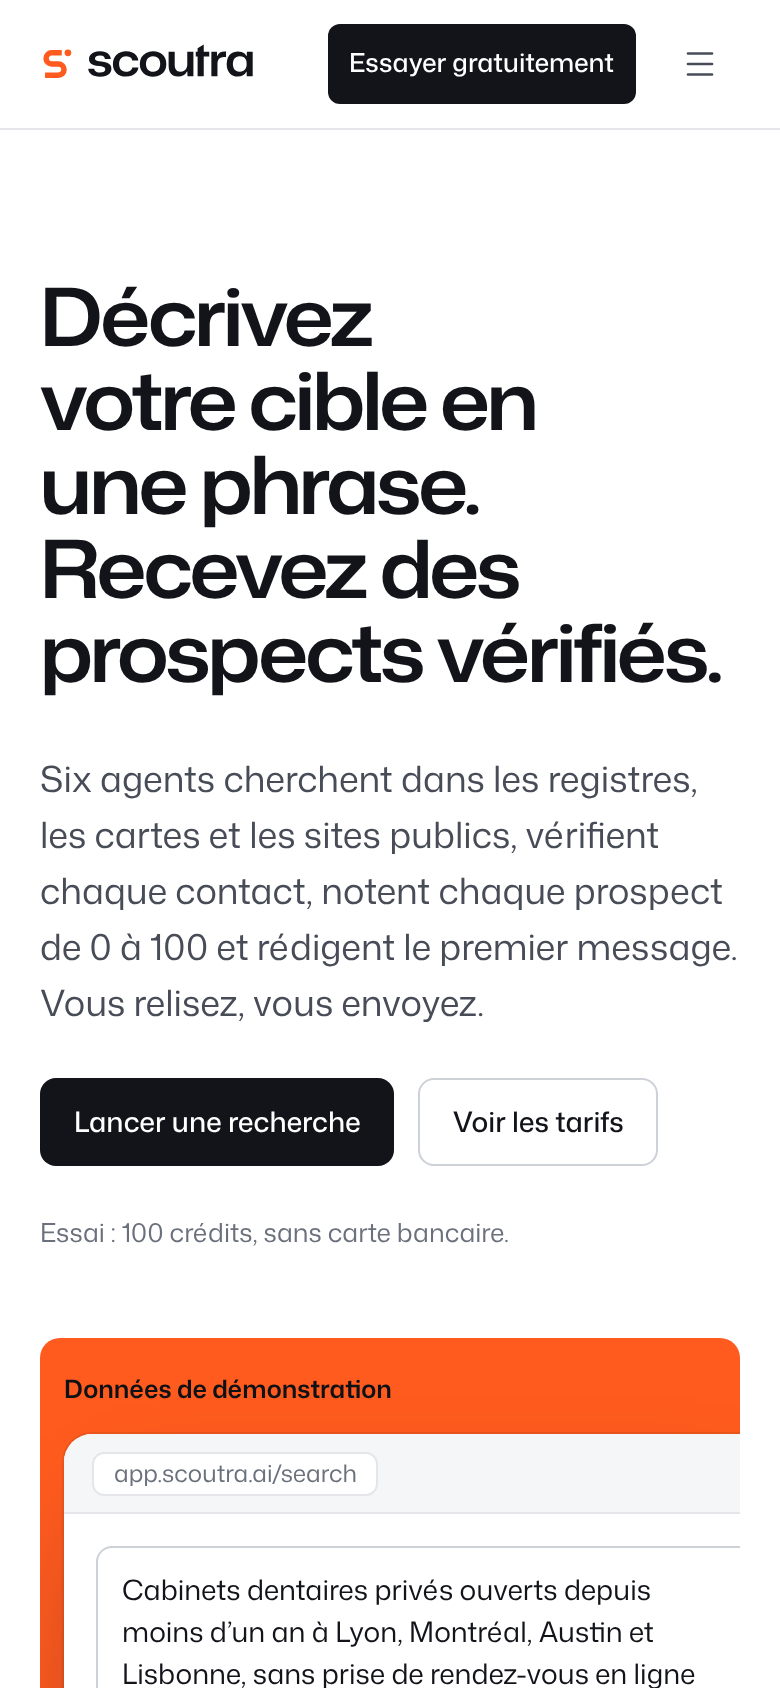 scoutra
Essayer gratuitement
Décrivez
votre cible en
une phrase.
Recevez des
prospects vérifiés.
Six agents cherchent dans les registres,
les cartes et les sites publics, vérifient
chaque contact, notent chaque prospect
de 0 à 100 et rédigent le premier message.
Vous relisez, vous envoyez.
Lancer une recherche
Voir les tarifs
Essai : 100 crédits, sans carte bancaire.
Données de démonstration
app.scoutra.ai/search
Cabinets dentaires privés ouverts depuis
moins d’un an à Lyon, Montréal, Austin et
Lisbonne, sans prise de rendez-vous en ligne